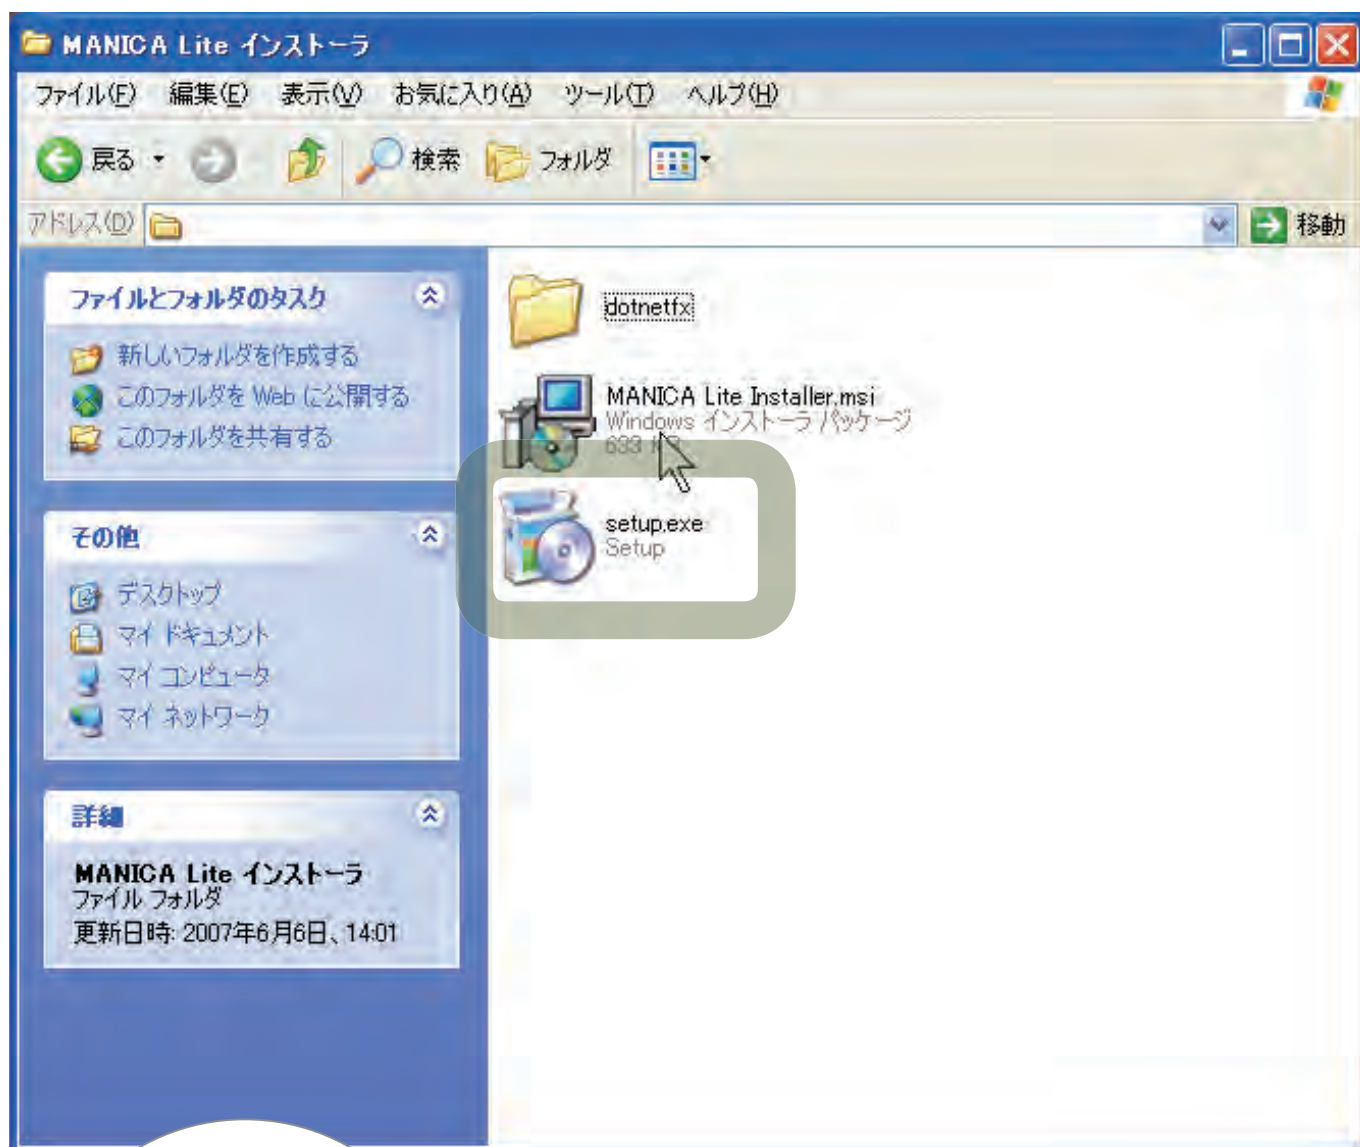 MANICA Lite インストーラ
ファイル(F) 編集(E) 表示(V) お気に入り(A) ツール(T) ヘルプ(H)
戻る 検索 フォルダ
アドレス(D) 移動
ファイルとフォルダのタスク
新しいフォルダを作成する
このフォルダを Web に公開する
このフォルダを共有する
その他
デスクトップ
マイ ドキュメント
マイ コンピュータ
マイ ネットワーク
詳細
MANICA Lite インストーラ
ファイル フォルダ
更新日時: 2007年6月6日、14:01
dotnetfx
MANICA Lite Installer.msi
Windows インストーラ パッケージ
633
setup.exe
Setup